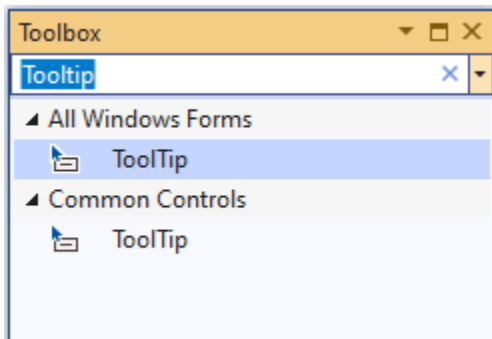 Toolbox
Tooltip
All Windows Forms
ToolTip
Common Controls
ToolTip